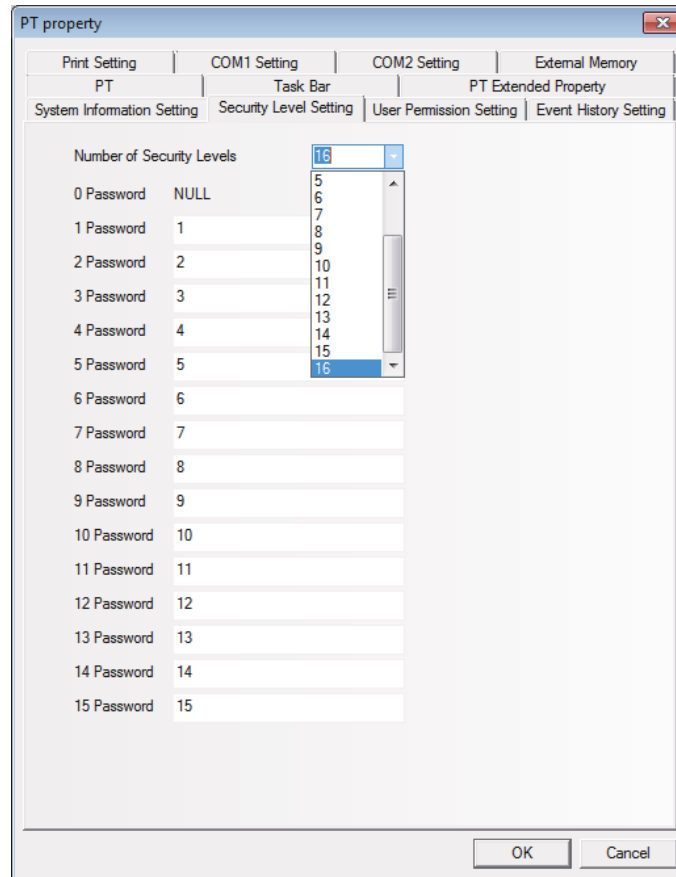 PT property
Print Setting COM1 Setting COM2 Setting External Memory
PT Task Bar PT Extended Property
System Information Setting Security Level Setting User Permission Setting Event History Setting
Number of Security Levels 16
0 Password NULL
5
6
7
8
9
10
11
12
13
14
15
16
1 Password 1
2 Password 2
3 Password 3
4 Password 4
5 Password 5
6 Password 6
7 Password 7
8 Password 8
9 Password 9
10 Password 10
11 Password 11
12 Password 12
13 Password 13
14 Password 14
15 Password 15
OK Cancel